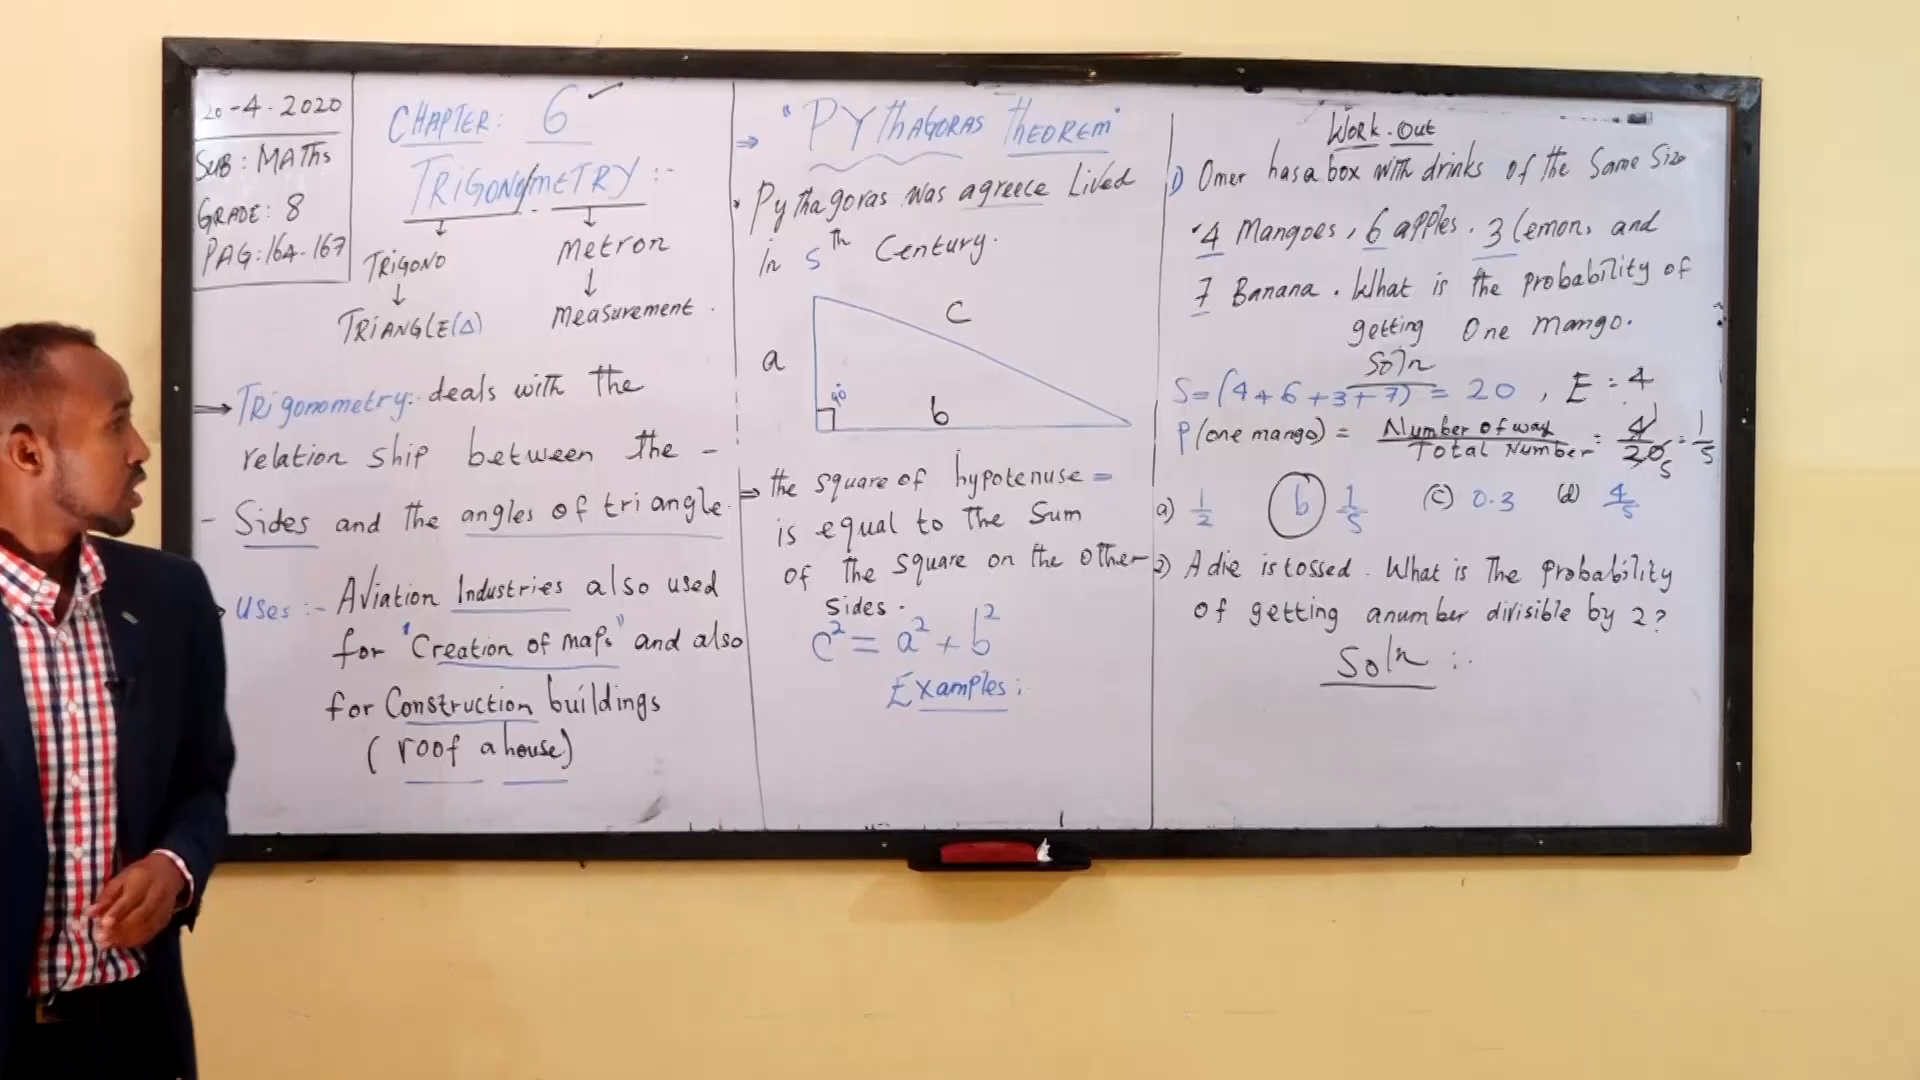 20-4-2020
SUB: MATHS
GRADE: 8
PAG: 164-167
CHAPTER: 6
TRIGONOMETRY :-
TRIGONO
TRIANGLE(Δ)
Metron
Measurement.
→ Trigonometry:- deals with the
relation ship between the -
- Sides and the angles of triangle.
Uses :- Aviation Industries also used
for "Creation of maps" and also
for Construction buildings
(roof a house)
⇒ "PYTHAGORAS THEOREM"
• Pythagoras was agreece Lived
in 5th Century.
a
c
90°
b
⇒ the square of hypotenuse =
is equal to the Sum
of the square on the other
sides.
c² = a² + b²
Examples:
Work-Out
1) Omer has a box with drinks of the Same Size
4 Mangoes, 6 apples, 3 lemons and
7 Banana. What is the probability of
getting One mango.
Soln
S=(4+6+3+7) = 20, E = 4
P(one mango) = Number of way / Total Number = 4/20 = 1/5
a) 1/2 b 1/5 (c) 0.3 (d) 4/5
2) A die is tossed. What is The probability
of getting anumber divisible by 2?
Soln :-